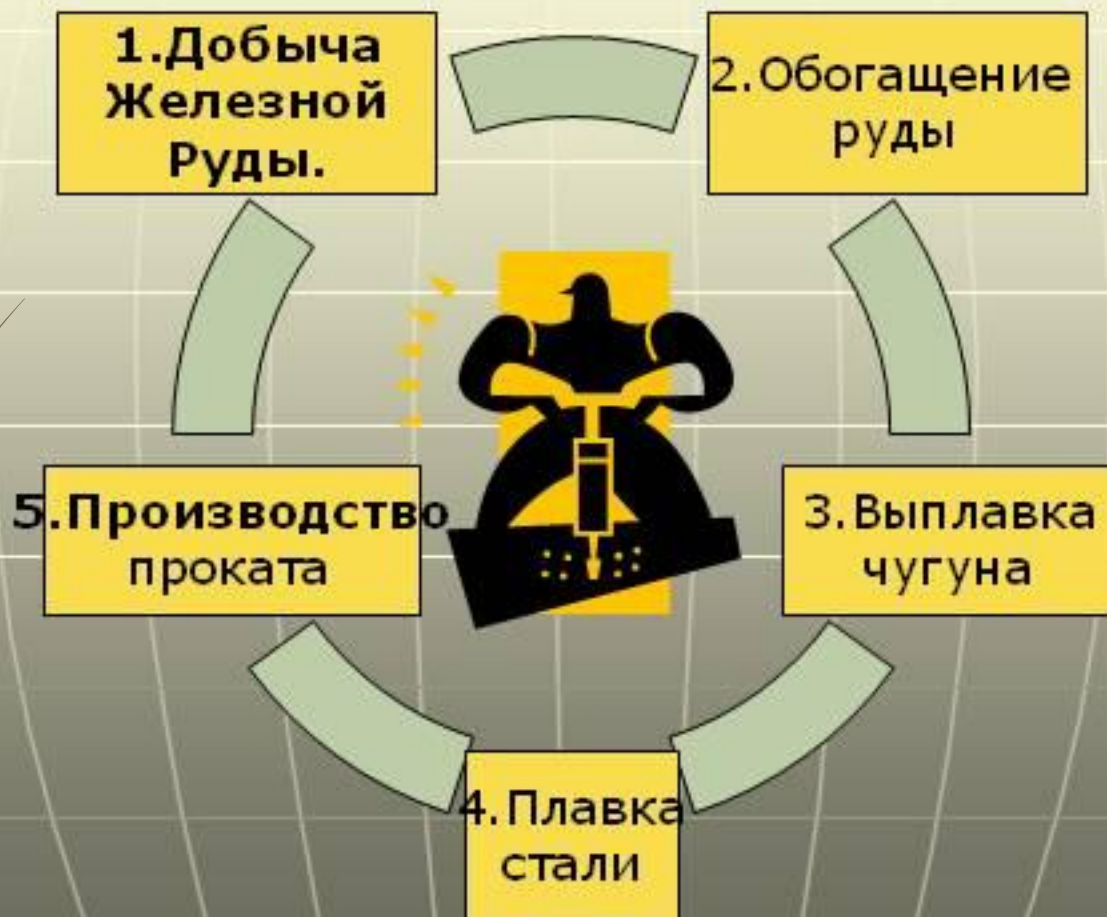 1.Добыча
Железной
Руды.
2.Обогащение
руды
3.Выплавка
чугуна
4.Плавка
стали
5.Производство
проката